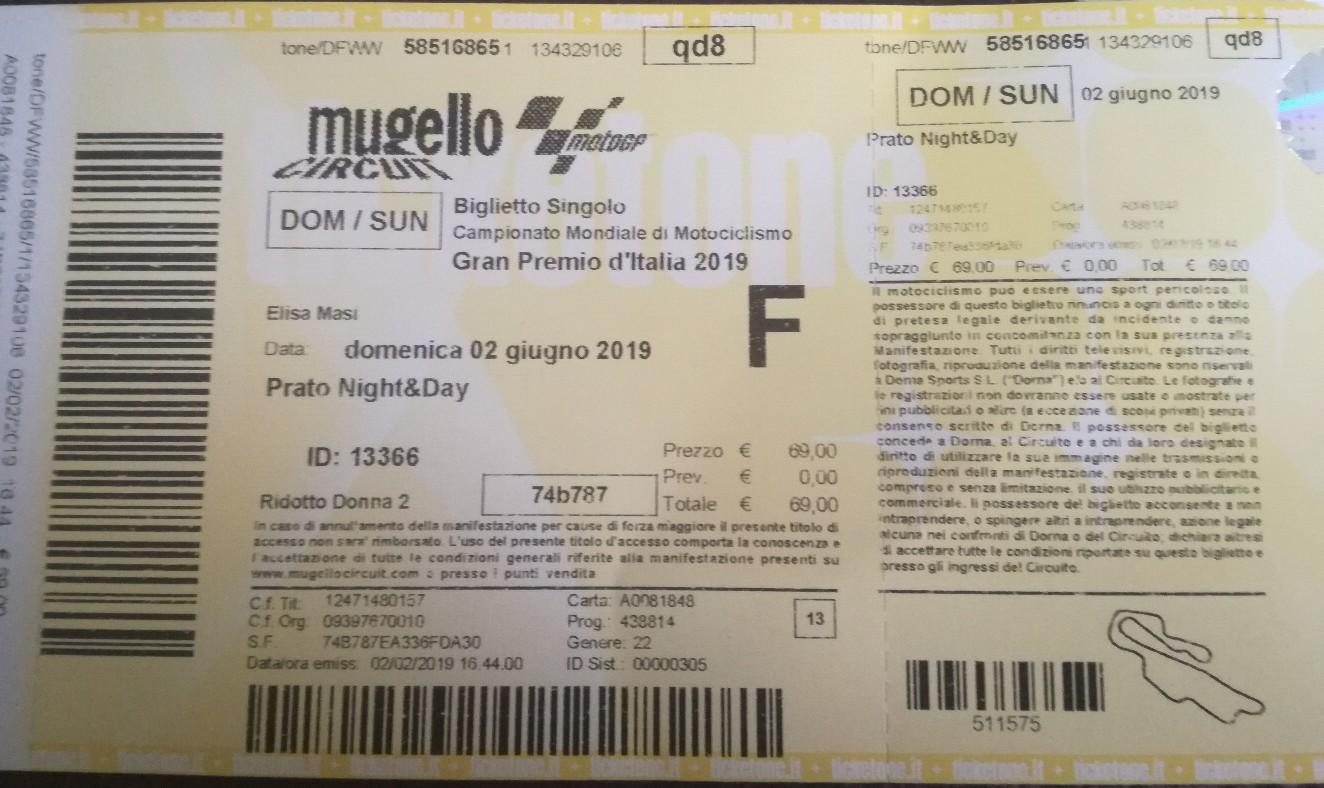 tone/DFVVW 585168651 134329106 qd8
mugello
CIRCUIT
motoGP
DOM / SUN
Biglietto Singolo
Campionato Mondiale di Motociclismo
Gran Premio d'Italia 2019
F
Elisa Masi
Data: domenica 02 giugno 2019
Prato Night&Day
ID: 13366
Ridotto Donna 2
74b787
Prezzo € 69,00
Prev. € 0,00
Totale € 69,00
In caso di annullamento della manifestazione per cause di forza maggiore il presente titolo di
accesso non sara' rimborsato. L'uso del presente titolo d'accesso comporta la conoscenza e
l'accettazione di tutte le condizioni generali riferite alla manifestazione presenti su
www.mugellocircuit.com e presso i punti vendita
C.f. Tit: 12471480157 Carta: A0081848
C.f. Org: 09397670010 Prog.: 438814
S.F. 74B787EA336FDA30 Genere: 22
Data/ora emiss: 02/02/2019 16.44.00 ID Sist.: 00000305
13
tone/DFVVW 585168651 134329106 qd8
DOM / SUN 02 giugno 2019
Prato Night&Day
ID: 13366
Prezzo € 69,00 Prev. € 0,00 Tot € 69,00
Il motociclismo può essere uno sport pericoloso. Il
possessore di questo biglietto rinuncia a ogni diritto o titolo
di pretesa legale derivante da incidente o danno
sopraggiunto in concomitanza con la sua presenza alla
Manifestazione. Tutti i diritti televisivi, registrazione,
fotografia, riproduzione della manifestazione sono riservati
a Dorna Sports S.L. ("Dorna") e/o al Circuito. Le fotografie e
le registrazioni non dovranno essere usate o mostrate per
fini pubblicitari o altro (a eccezione di scopi privati) senza il
consenso scritto di Dorna. Il possessore del biglietto
concede a Dorna, al Circuito e a chi da loro designato il
diritto di utilizzare la sua immagine nelle trasmissioni o
riproduzioni della manifestazione, registrate o in diretta,
compreso e senza limitazione, il suo utilizzo pubblicitario e
commerciale. Il possessore del biglietto acconsente a non
intraprendere, o spingere altri a intraprendere, azione legale
alcuna nei confronti di Dorna o del Circuito, dichiara altresì
di accettare tutte le condizioni riportate su questo biglietto e
presso gli ingressi del Circuito.
511575